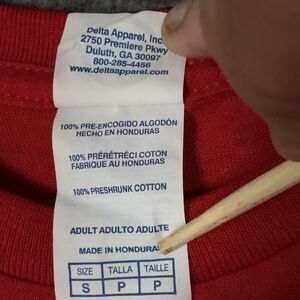 Delta Apparel, Inc.
2750 Premiere Pkwy
Duluth, GA 30097
800-285-4456
www.deltaapparel.com
100% PRE-ENCOGIDO ALGODÓN
HECHO EN HONDURAS
100% PRÉRÉTRÉCI COTON
FABRIQUE AU HONDURAS
100% PRESHRUNK COTTON
ADULT ADULTO ADULTE
MADE IN HONDURAS
SIZE TALLA TAILLE
S P P